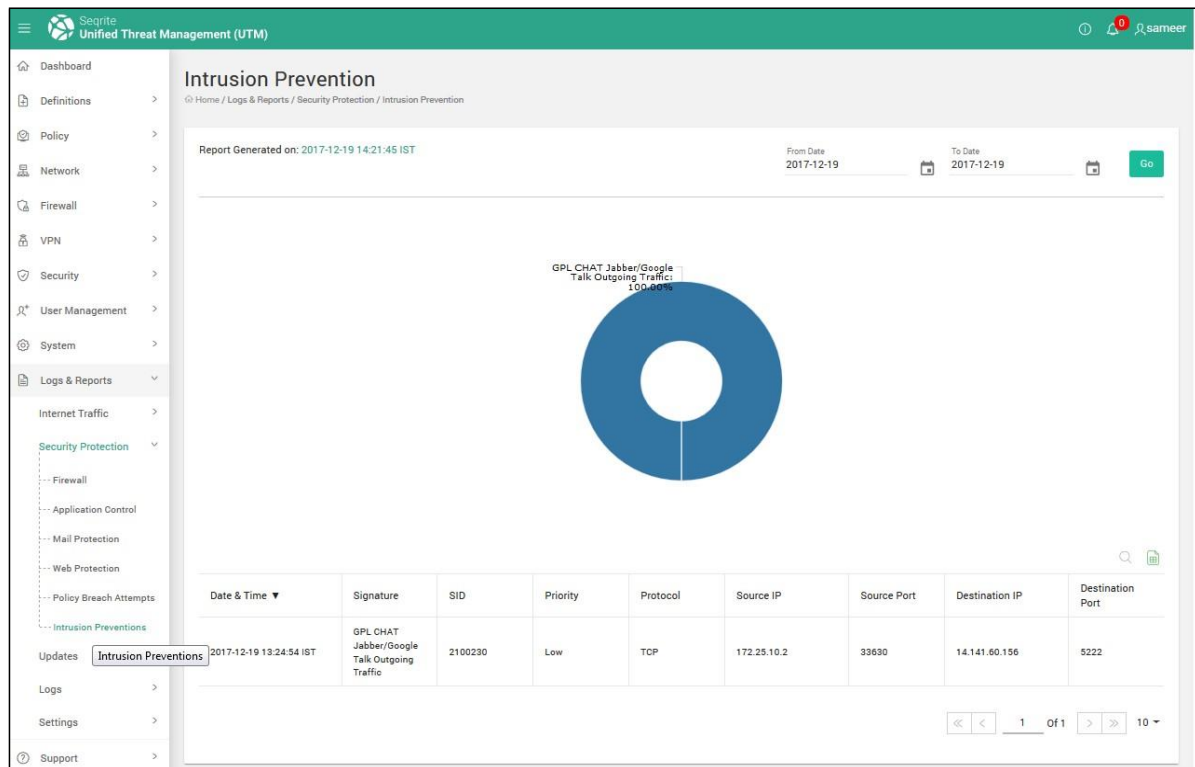 Seqrite
Unified Threat Management (UTM)
0
sameer
Dashboard
Definitions
Policy
Network
Firewall
VPN
Security
User Management
System
Logs & Reports
Internet Traffic
Security Protection
Firewall
Application Control
Mail Protection
Web Protection
Policy Breach Attempts
Intrusion Preventions
Updates
Intrusion Preventions
Logs
Settings
Support
Intrusion Prevention
Home / Logs & Reports / Security Protection / Intrusion Prevention
Report Generated on: 2017-12-19 14:21:45 IST
From Date
2017-12-19
To Date
2017-12-19
Go
GPL CHAT Jabber/Google
Talk Outgoing Traffic:
100.00%
Date & Time ▼ Signature SID Priority Protocol Source IP Source Port Destination IP Destination
Port
2017-12-19 13:24:54 IST
GPL CHAT
Jabber/Google
Talk Outgoing
Traffic
2100230 Low TCP 172.25.10.2 33630 14.141.60.156 5222
« < 1 Of 1 > » 10